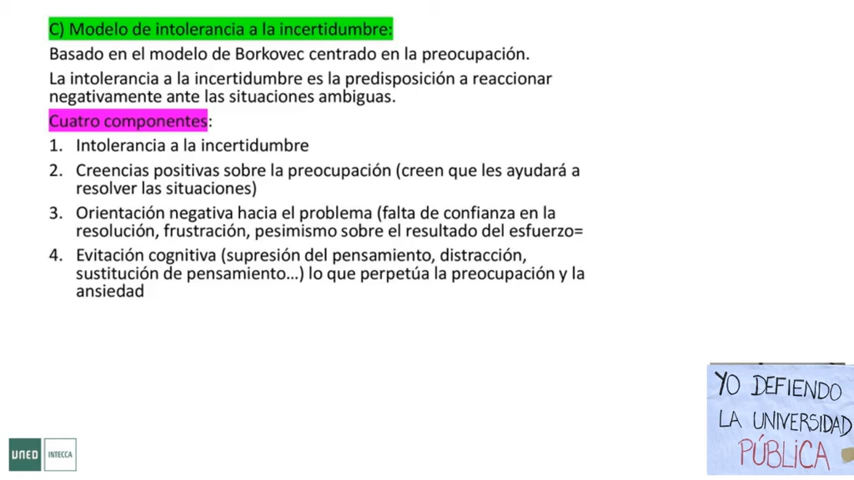 C) Modelo de intolerancia a la incertidumbre:
Basado en el modelo de Borkovec centrado en la preocupación.
La intolerancia a la incertidumbre es la predisposición a reaccionar
negativamente ante las situaciones ambiguas.
Cuatro componentes:
1. Intolerancia a la incertidumbre
2. Creencias positivas sobre la preocupación (creen que les ayudará a
resolver las situaciones)
3. Orientación negativa hacia el problema (falta de confianza en la
resolución, frustración, pesimismo sobre el resultado del esfuerzo=
4. Evitación cognitiva (supresión del pensamiento, distracción,
sustitución de pensamiento...) lo que perpetúa la preocupación y la
ansiedad
YO DEFIENDO
LA UNIVERSIDAD
PÚBLICA
UNED INTECCA